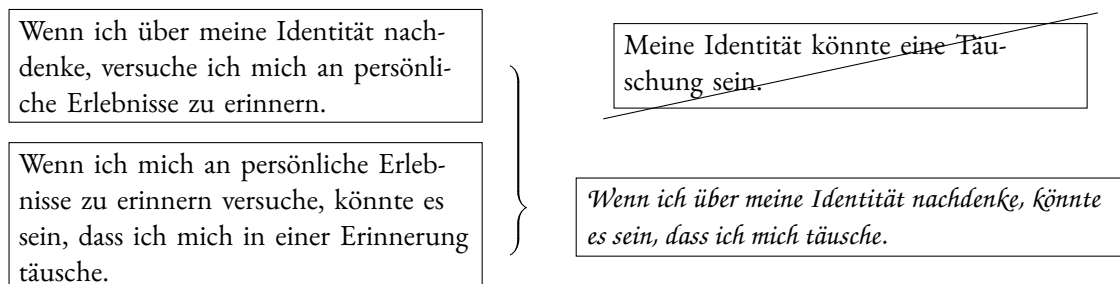 Wenn ich über meine Identität nach-
denke, versuche ich mich an persönli-
che Erlebnisse zu erinnern.
Wenn ich mich an persönliche Erleb-
nisse zu erinnern versuche, könnte es
sein, dass ich mich in einer Erinnerung
täusche.
Meine Identität könnte eine Täu-
schung sein.
Wenn ich über meine Identität nachdenke, könnte
es sein, dass ich mich täusche.